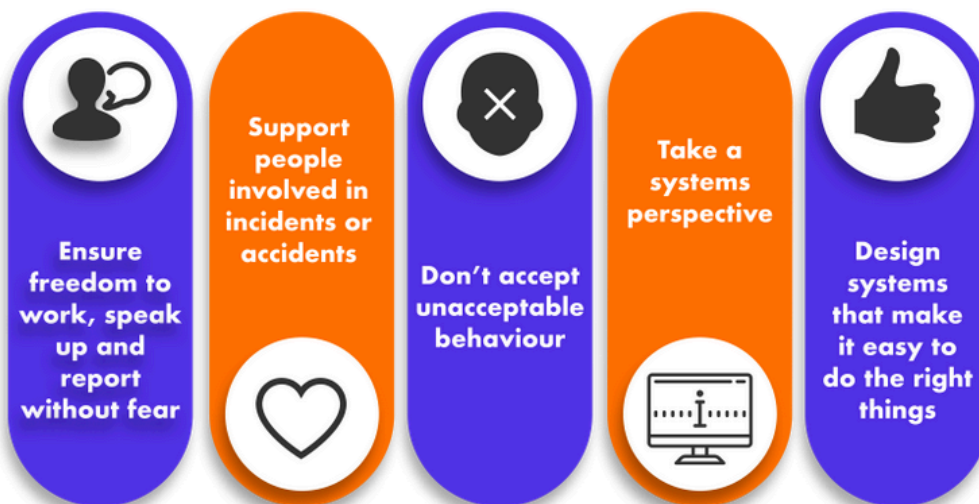 Ensure
freedom to
work, speak
up and
report
without fear
Support
people
involved in
incidents or
accidents
Don't accept
unacceptable
behaviour
Take a
systems
perspective
Design
systems
that make
it easy to
do the right
things